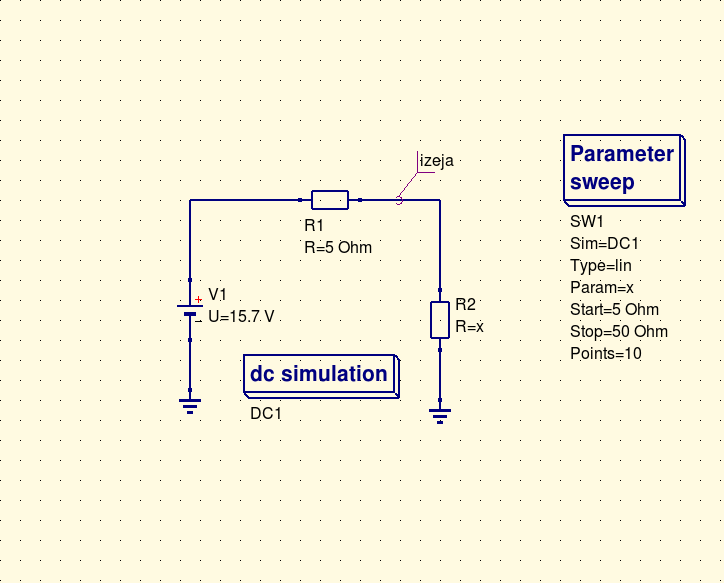 izeja
Parameter
sweep
R1
R=5 Ohm
SW1
Sim=DC1
Type=lin
Param=x
Start=5 Ohm
Stop=50 Ohm
Points=10
+
V1
U=15.7 V
R2
R=x
dc simulation
DC1